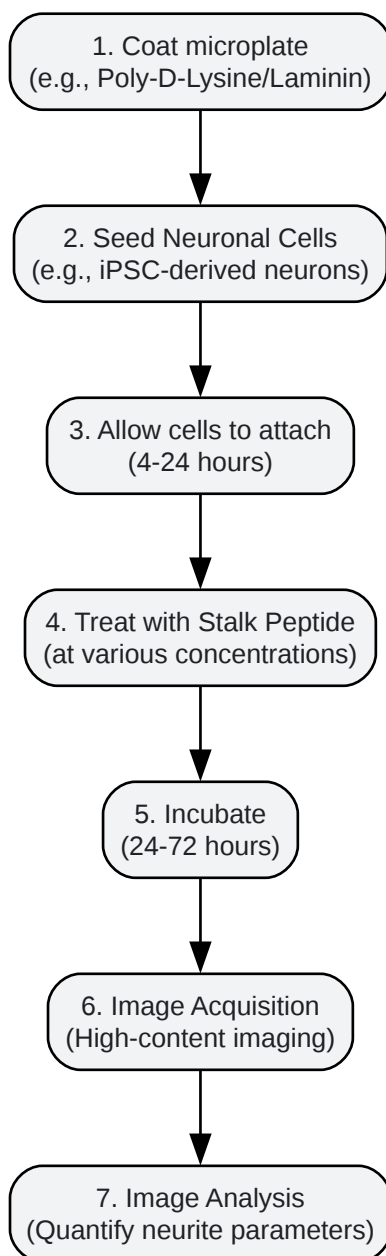 1. Coat microplate
(e.g., Poly-D-Lysine/Laminin)
2. Seed Neuronal Cells
(e.g., iPSC-derived neurons)
3. Allow cells to attach
(4-24 hours)
4. Treat with Stalk Peptide
(at various concentrations)
5. Incubate
(24-72 hours)
6. Image Acquisition
(High-content imaging)
7. Image Analysis
(Quantify neurite parameters)